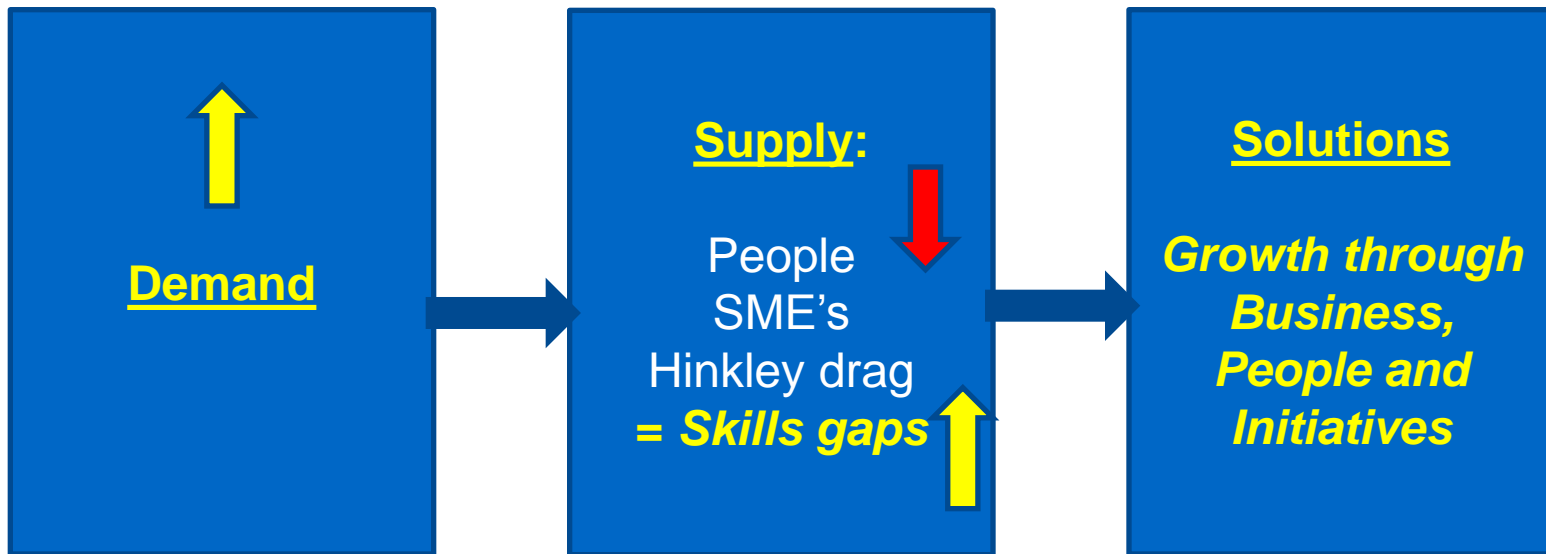 Demand
Supply:
People
SME’s
Hinkley drag
= Skills gaps
Solutions
Growth through
Business,
People and
Initiatives